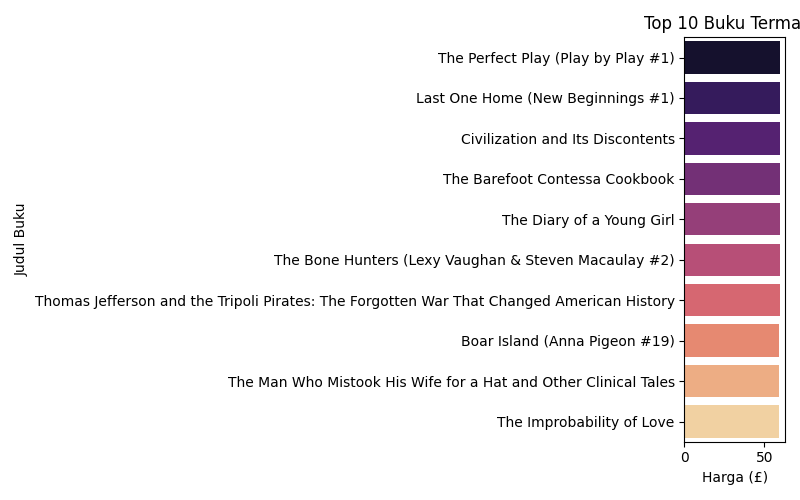 Top 10 Buku Terma
The Perfect Play (Play by Play #1)
Last One Home (New Beginnings #1)
Civilization and Its Discontents
The Barefoot Contessa Cookbook
The Diary of a Young Girl
The Bone Hunters (Lexy Vaughan & Steven Macaulay #2)
Thomas Jefferson and the Tripoli Pirates: The Forgotten War That Changed American History
Boar Island (Anna Pigeon #19)
The Man Who Mistook His Wife for a Hat and Other Clinical Tales
The Improbability of Love
Judul Buku
0 50
Harga (£)